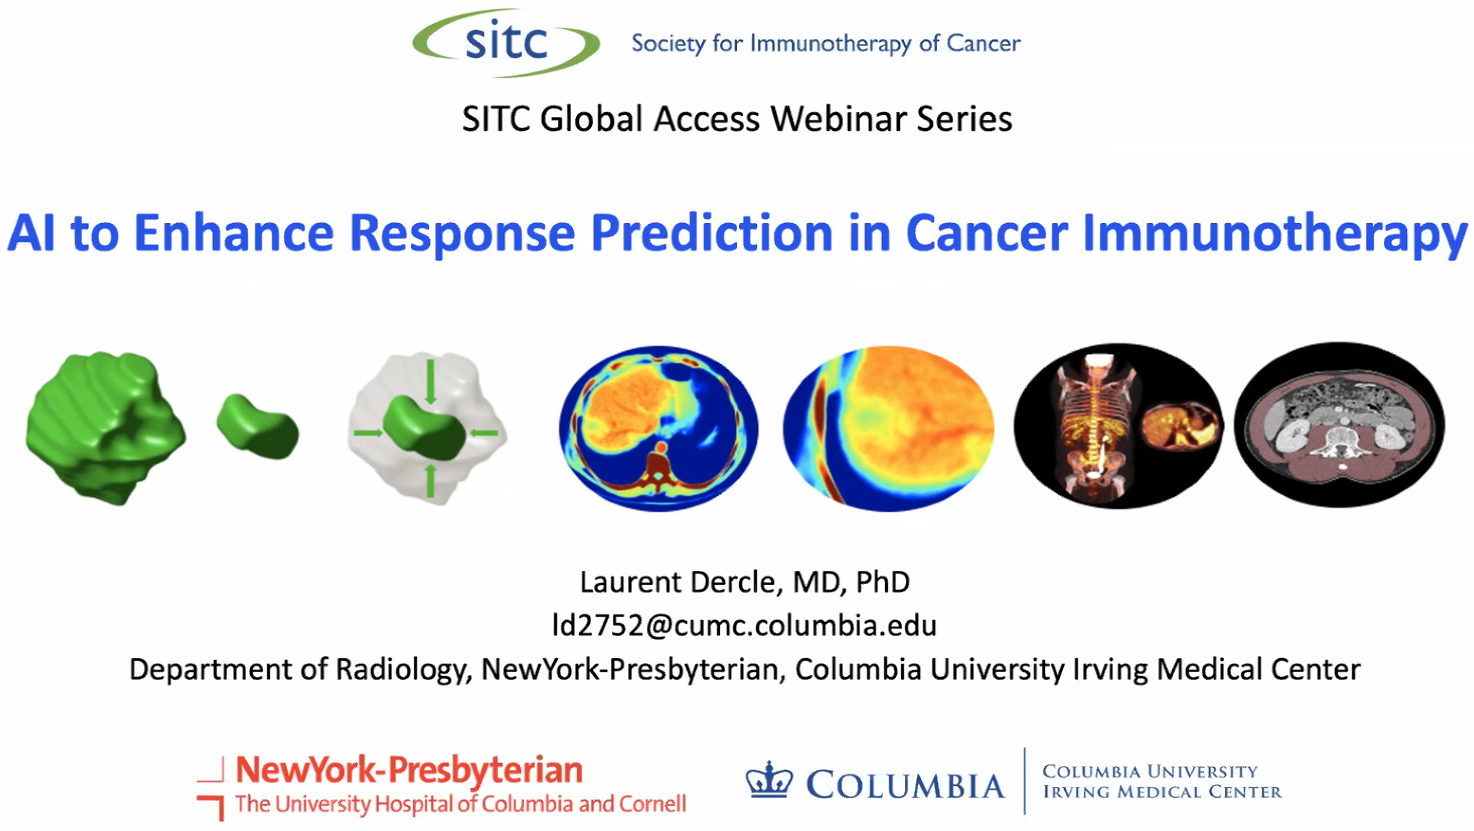 sitc Society for Immunotherapy of Cancer
SITC Global Access Webinar Series
AI to Enhance Response Prediction in Cancer Immunotherapy
Laurent Dercle, MD, PhD
ld2752@cumc.columbia.edu
Department of Radiology, NewYork-Presbyterian, Columbia University Irving Medical Center
NewYork-Presbyterian
The University Hospital of Columbia and Cornell
COLUMBIA
COLUMBIA UNIVERSITY
IRVING MEDICAL CENTER